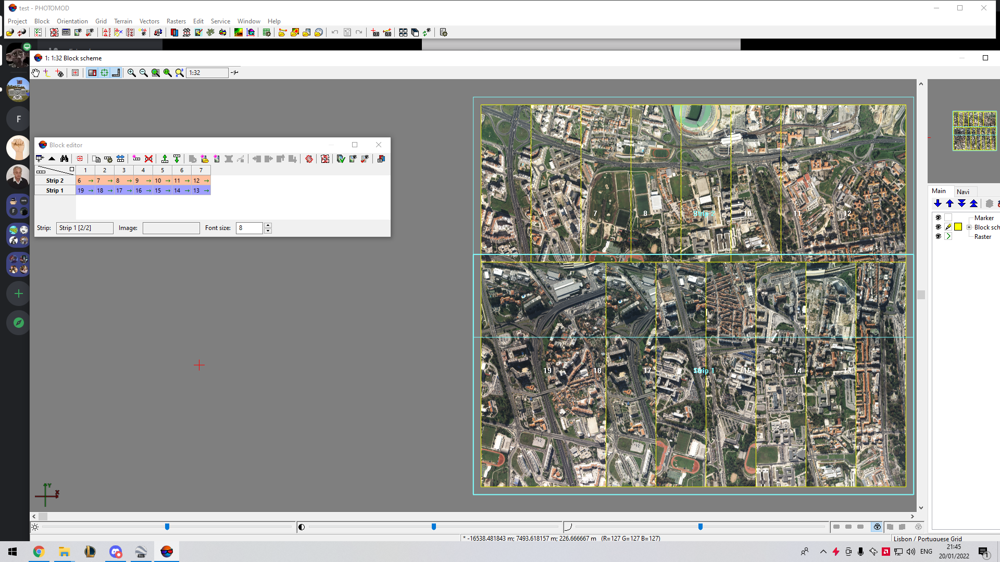 test - PHOTOMOD
Project Block Orientation Grid Terrain Vectors Rasters Edit Service Window Help
1: 1:32 Block scheme
1:32
F
Block editor
1 2 3 4 5 6 7
Strip 2 6 7 8 9 10 11 12
Strip 1 19 18 17 16 15 14 13
Strip: Strip 1 [2/2] Image: Font size: 8
6 7 8 Strip 2 10 11 12
19 18 17 Strip 1 15 14 13
Main Navi
Marker
Block sch
Raster
F
Y
X
* -16538.481843 m; 7493.618157 m; 226.666667 m (R=127 G=127 B=127)
Lisbon / Portuguese Grid
Pro
ENG
21:45
20/01/2022
1